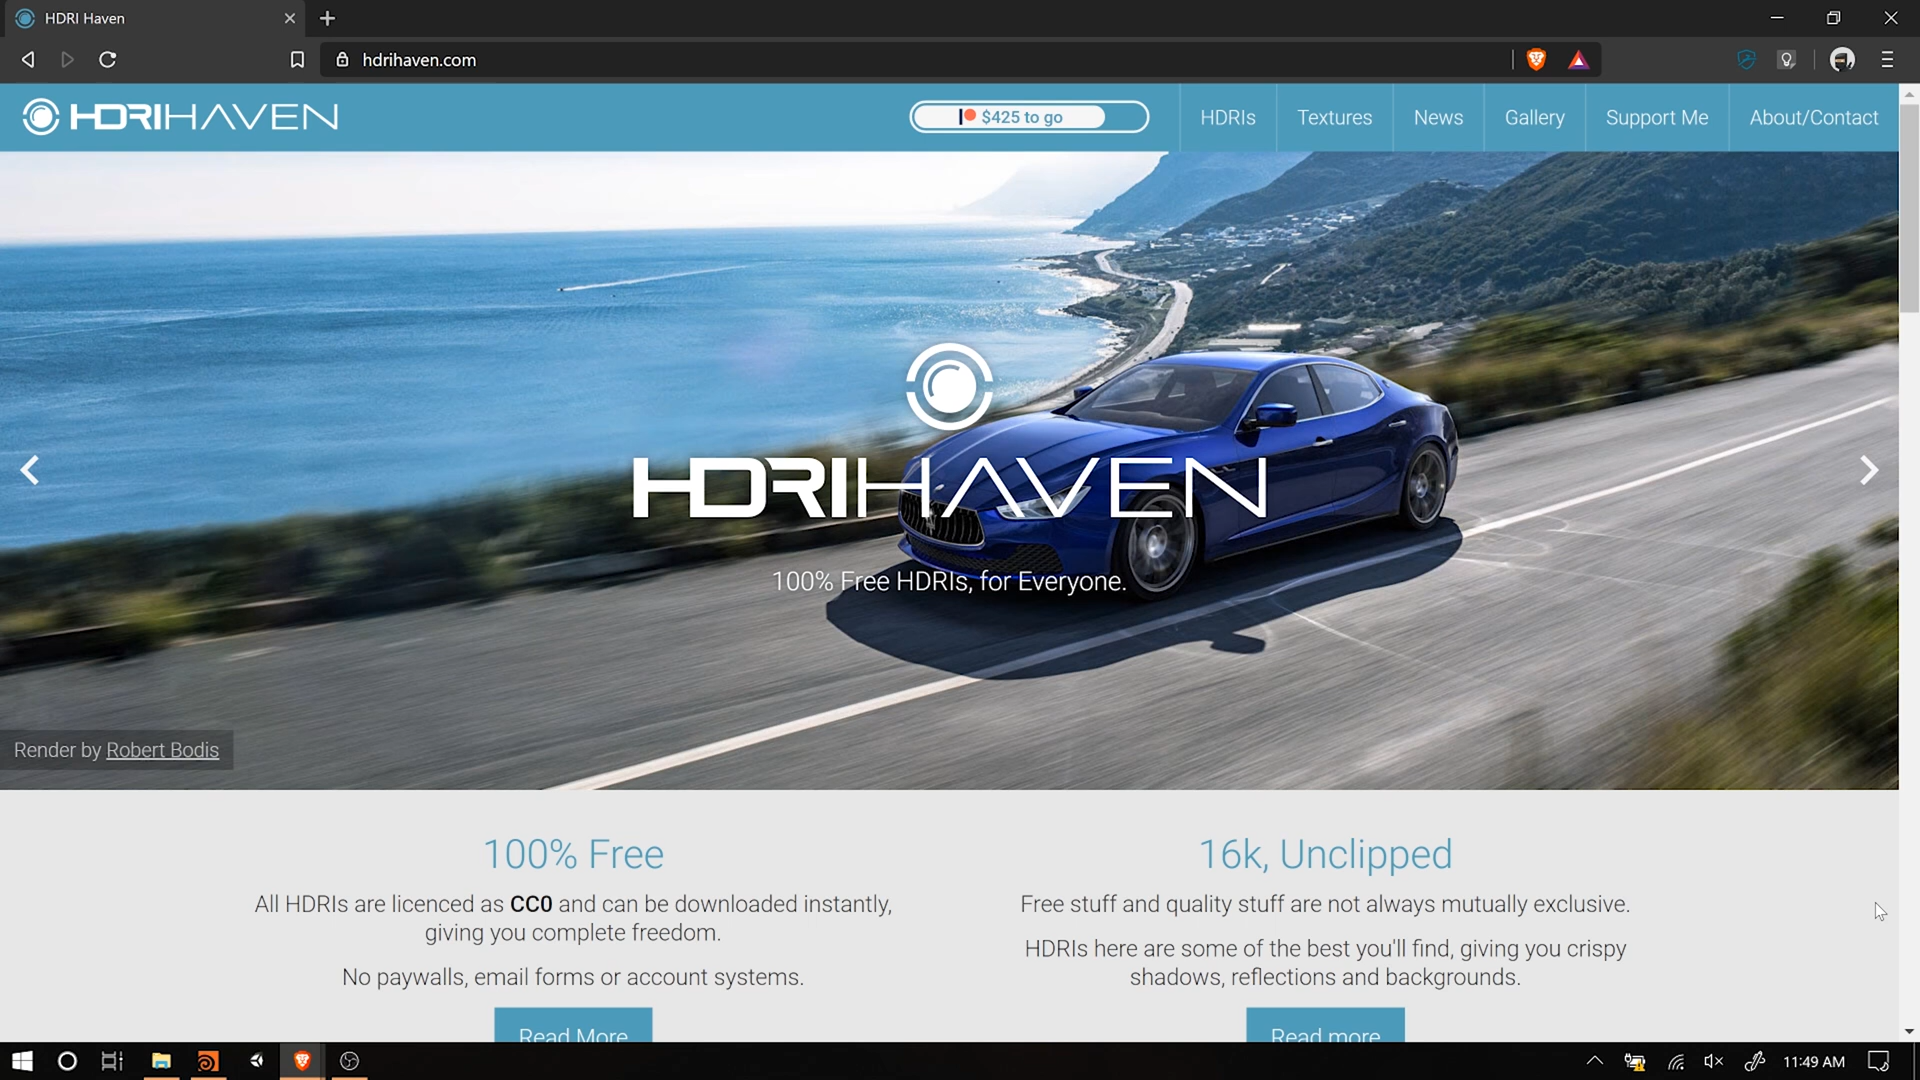 HDRI Haven
hdrihaven.com
HDRIHAVEN
$425 to go
HDRIs
Textures
News
Gallery
Support Me
About/Contact
HDRIHAVEN
100% Free HDRIs, for Everyone.
Render by Robert Bodis
100% Free
All HDRIs are licenced as CC0 and can be downloaded instantly,
giving you complete freedom.
No paywalls, email forms or account systems.
Read More
16k, Unclipped
Free stuff and quality stuff are not always mutually exclusive.
HDRIs here are some of the best you'll find, giving you crispy
shadows, reflections and backgrounds.
Read more
11:49 AM